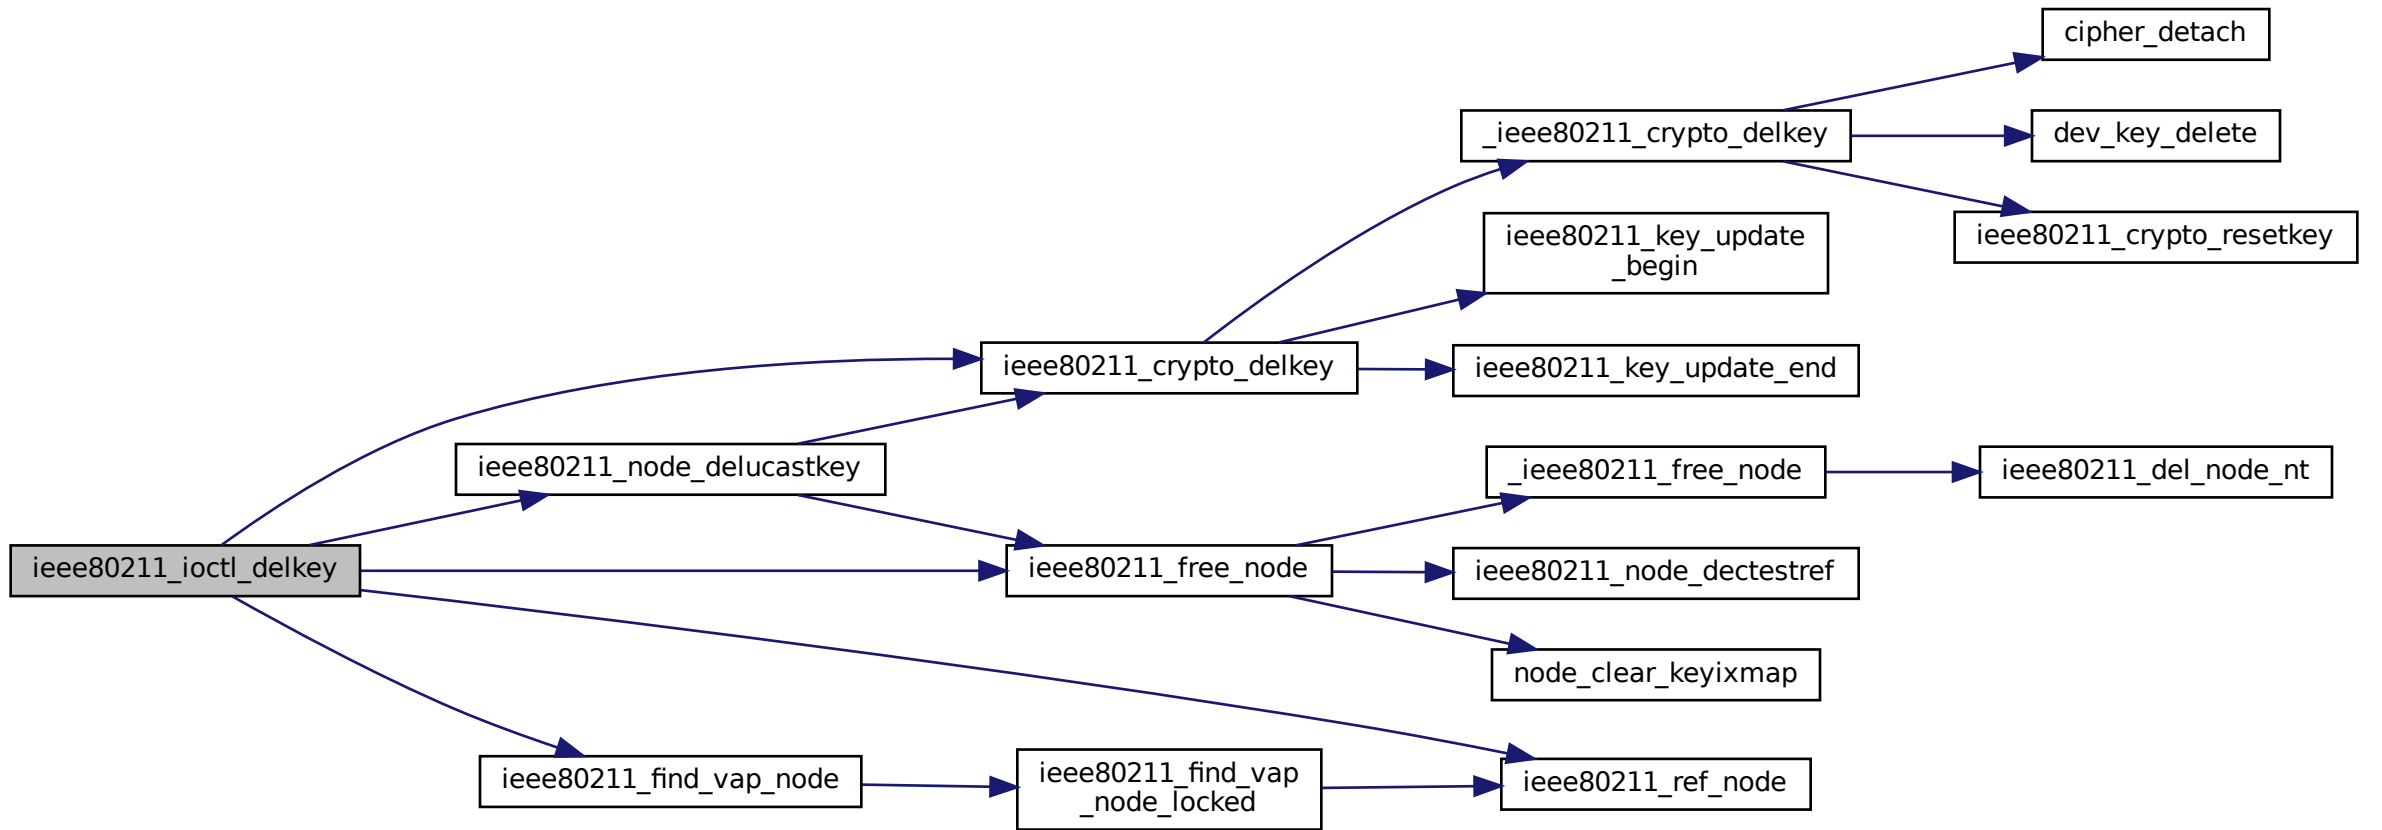 cipher_detach
_ieee80211_crypto_delkey
dev_key_delete
ieee80211_key_update
_begin
ieee80211_crypto_resetkey
ieee80211_crypto_delkey
ieee80211_key_update_end
ieee80211_node_delucastkey
_ieee80211_free_node
ieee80211_del_node_nt
ieee80211_ioctl_delkey
ieee80211_free_node
ieee80211_node_dectestref
node_clear_keyixmap
ieee80211_find_vap_node
ieee80211_find_vap
_node_locked
ieee80211_ref_node